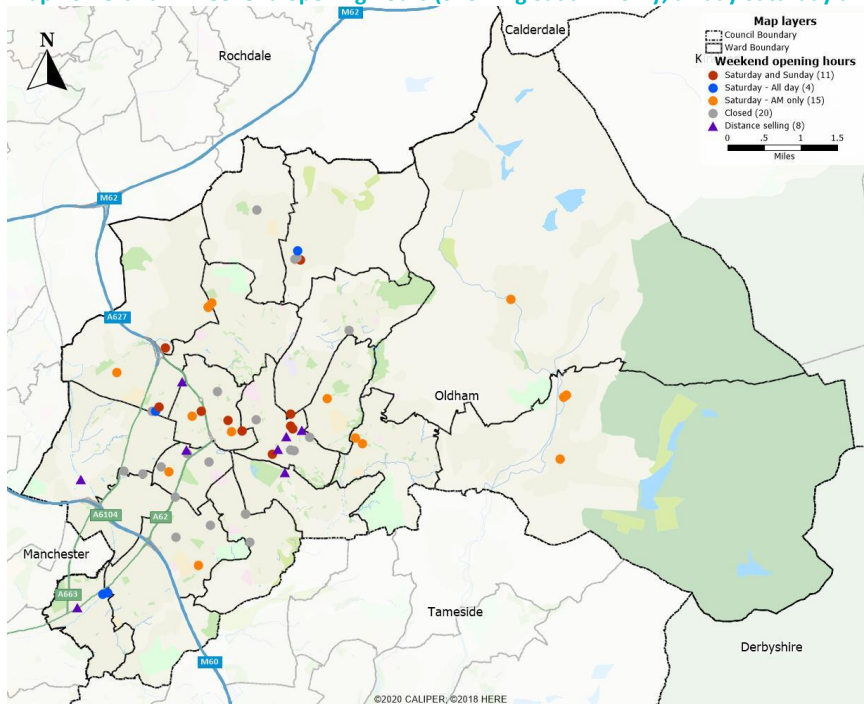 M62
Calderdale
Map layers
Council Boundary
Ward Boundary
Weekend opening hours
Saturday and Sunday (11)
Saturday - All day (4)
Saturday - AM only (15)
Closed (20)
Distance selling (8)
0 .5 1 1.5
Miles
N
Rochdale
K
M62
A627
Oldham
A6104
A62
Manchester
A663
Tameside
M60
Derbyshire
©2020 CALIPER; ©2018 HERE